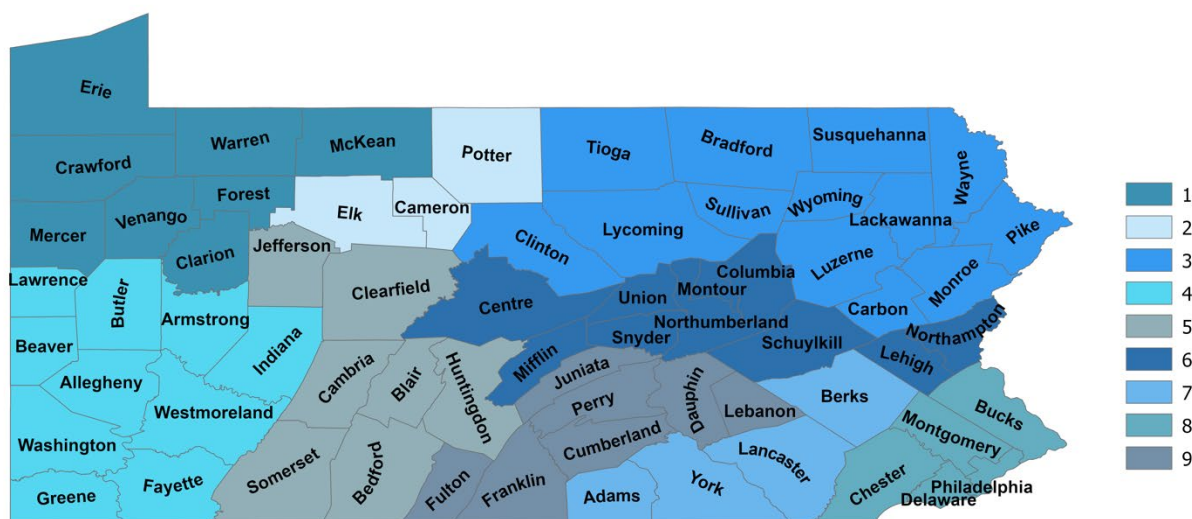 Erie
Warren
McKean
Potter
Tioga
Bradford
Susquehanna
Wayne
Crawford
Forest
Elk
Cameron
Sullivan
Wyoming
Lackawanna
Pike
Mercer
Venango
Clarion
Jefferson
Clinton
Lycoming
Luzerne
Monroe
Lawrence
Butler
Armstrong
Clearfield
Centre
Union
Montour
Columbia
Carbon
Northampton
Beaver
Indiana
Mifflin
Snyder
Northumberland
Schuylkill
Lehigh
Allegheny
Westmoreland
Cambria
Blair
Huntingdon
Juniata
Perry
Dauphin
Lebanon
Berks
Bucks
Washington
Somerset
Bedford
Cumberland
Lancaster
Montgomery
Greene
Fayette
Fulton
Franklin
Adams
York
Chester
Delaware
Philadelphia
1
2
3
4
5
6
7
8
9